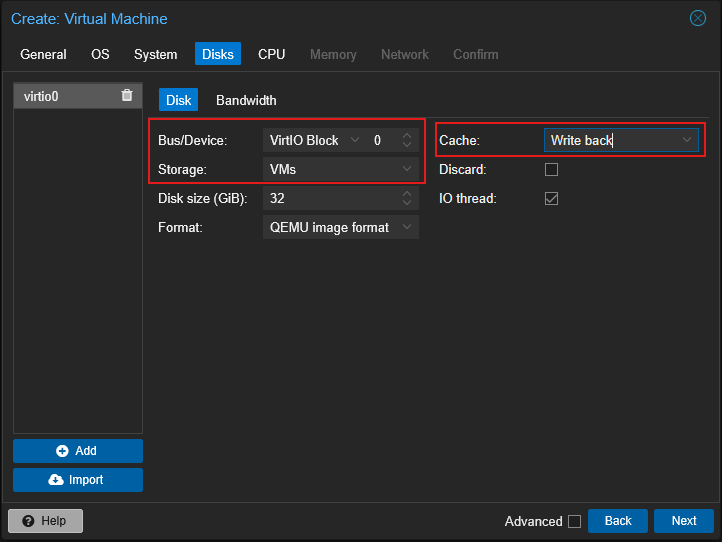 Create: Virtual Machine
General OS System Disks CPU Memory Network Confirm
virtio0
Disk Bandwidth
Bus/Device: VirtIO Block 0
Cache: Write back
Storage: VMs
Discard:
Disk size (GiB): 32
IO thread:
Format: QEMU image format
Add
Import
Help
Advanced Back Next